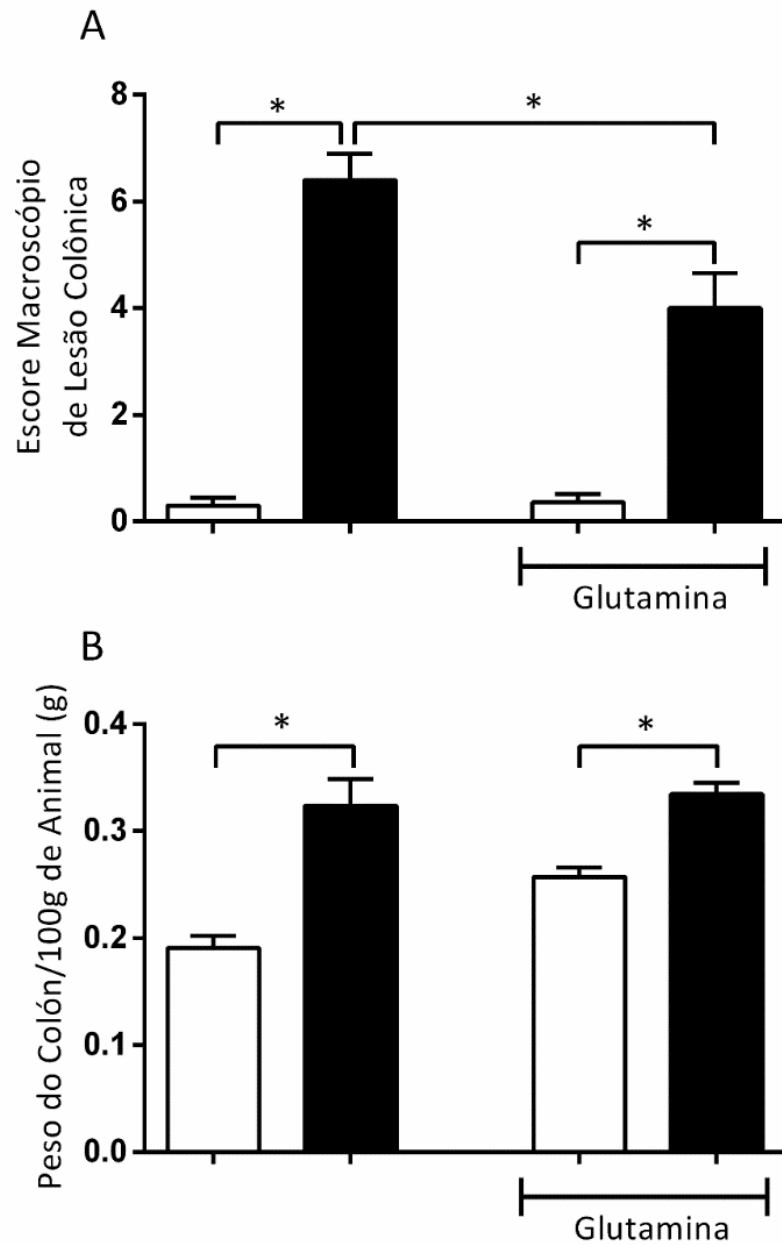 A
Escore Macroscópio
de Lesão Colônica
8
6
4
2
0
*
*
*
Glutamina
B
Peso do Colón/100g de Animal (g)
0.4
0.3
0.2
0.1
0.0
*
*
Glutamina